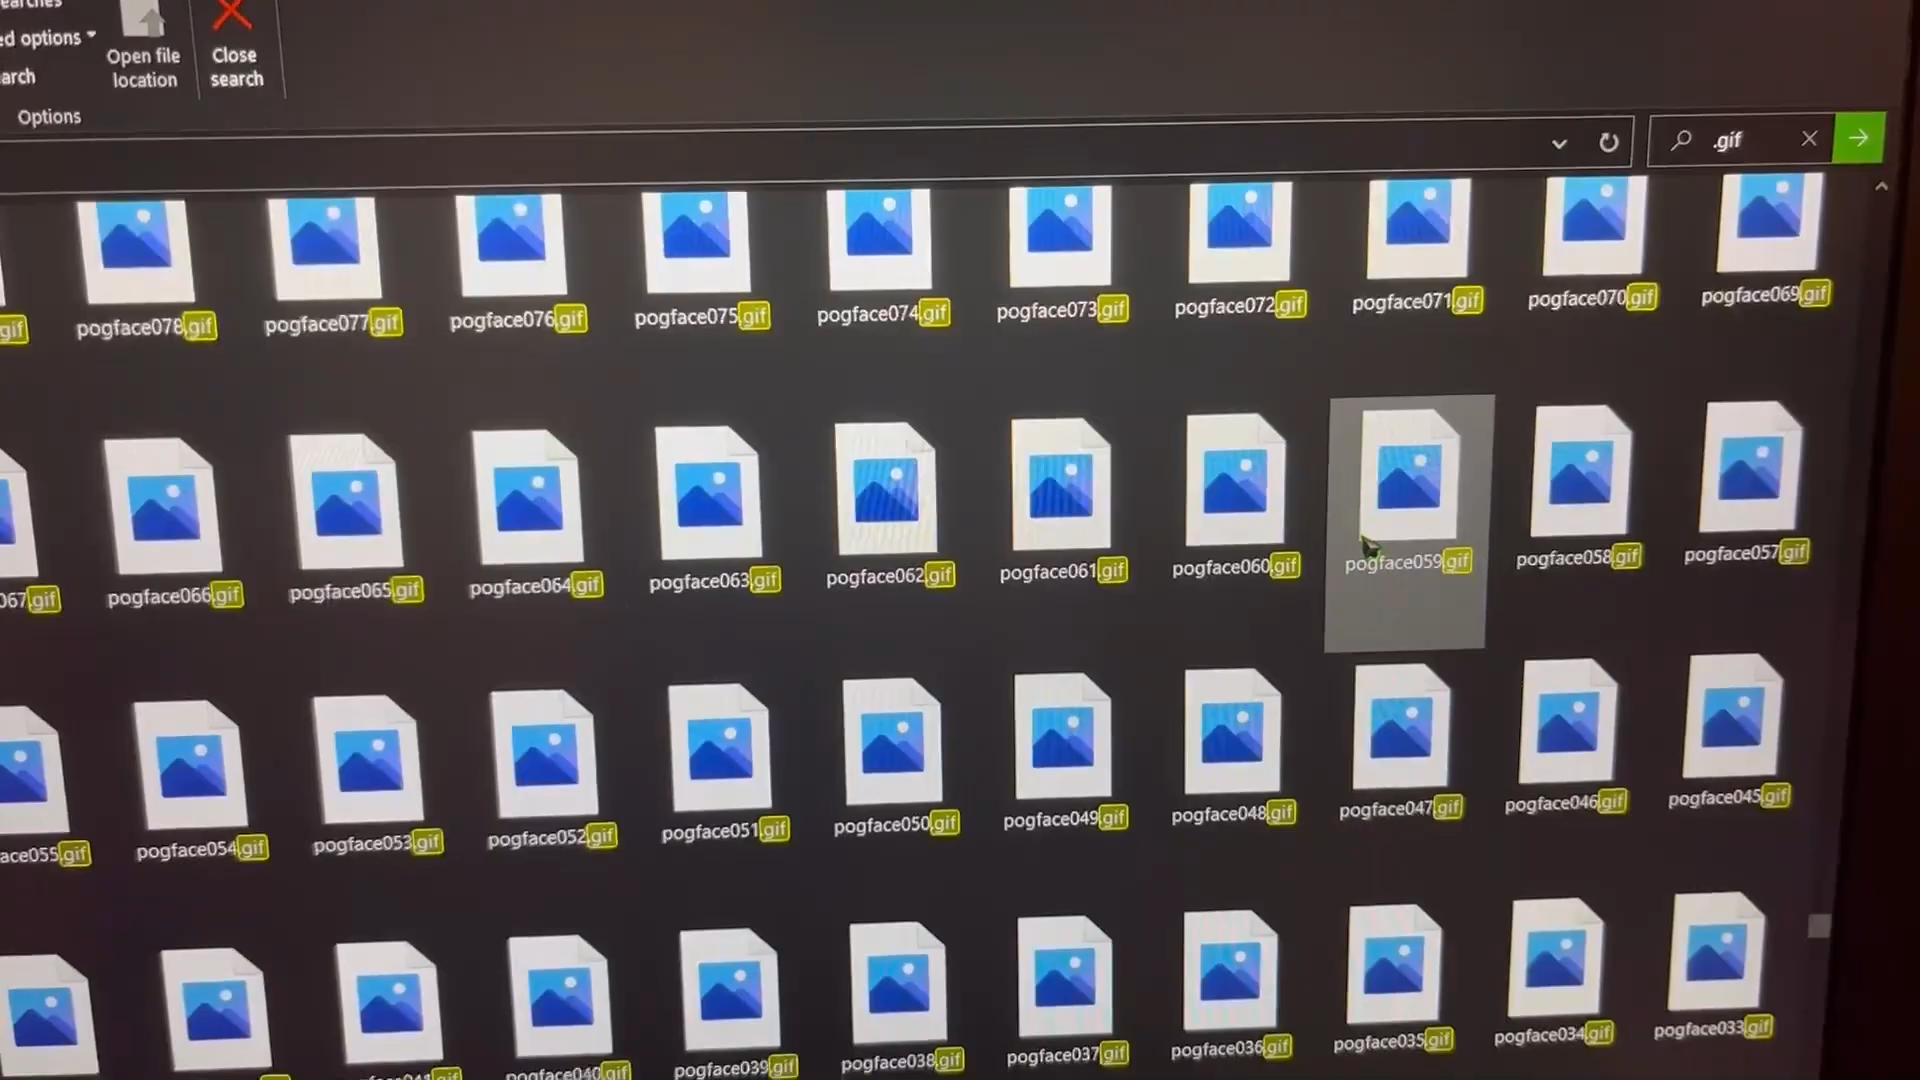 ed options
Open file
location
Close
search
arch
Options
.gif
gif
pogface078.gif
pogface077.gif
pogface076.gif
pogface075.gif
pogface074.gif
pogface073.gif
pogface072.gif
pogface071.gif
pogface070.gif
pogface069.gif
067.gif
pogface066.gif
pogface065.gif
pogface064.gif
pogface063.gif
pogface062.gif
pogface061.gif
pogface060.gif
pogface059.gif
pogface058.gif
pogface057.gif
ace055.gif
pogface054.gif
pogface053.gif
pogface052.gif
pogface051.gif
pogface050.gif
pogface049.gif
pogface048.gif
pogface047.gif
pogface046.gif
pogface045.gif
pogface040.gif
pogface039.gif
pogface038.gif
pogface037.gif
pogface036.gif
pogface035.gif
pogface034.gif
pogface033.gif